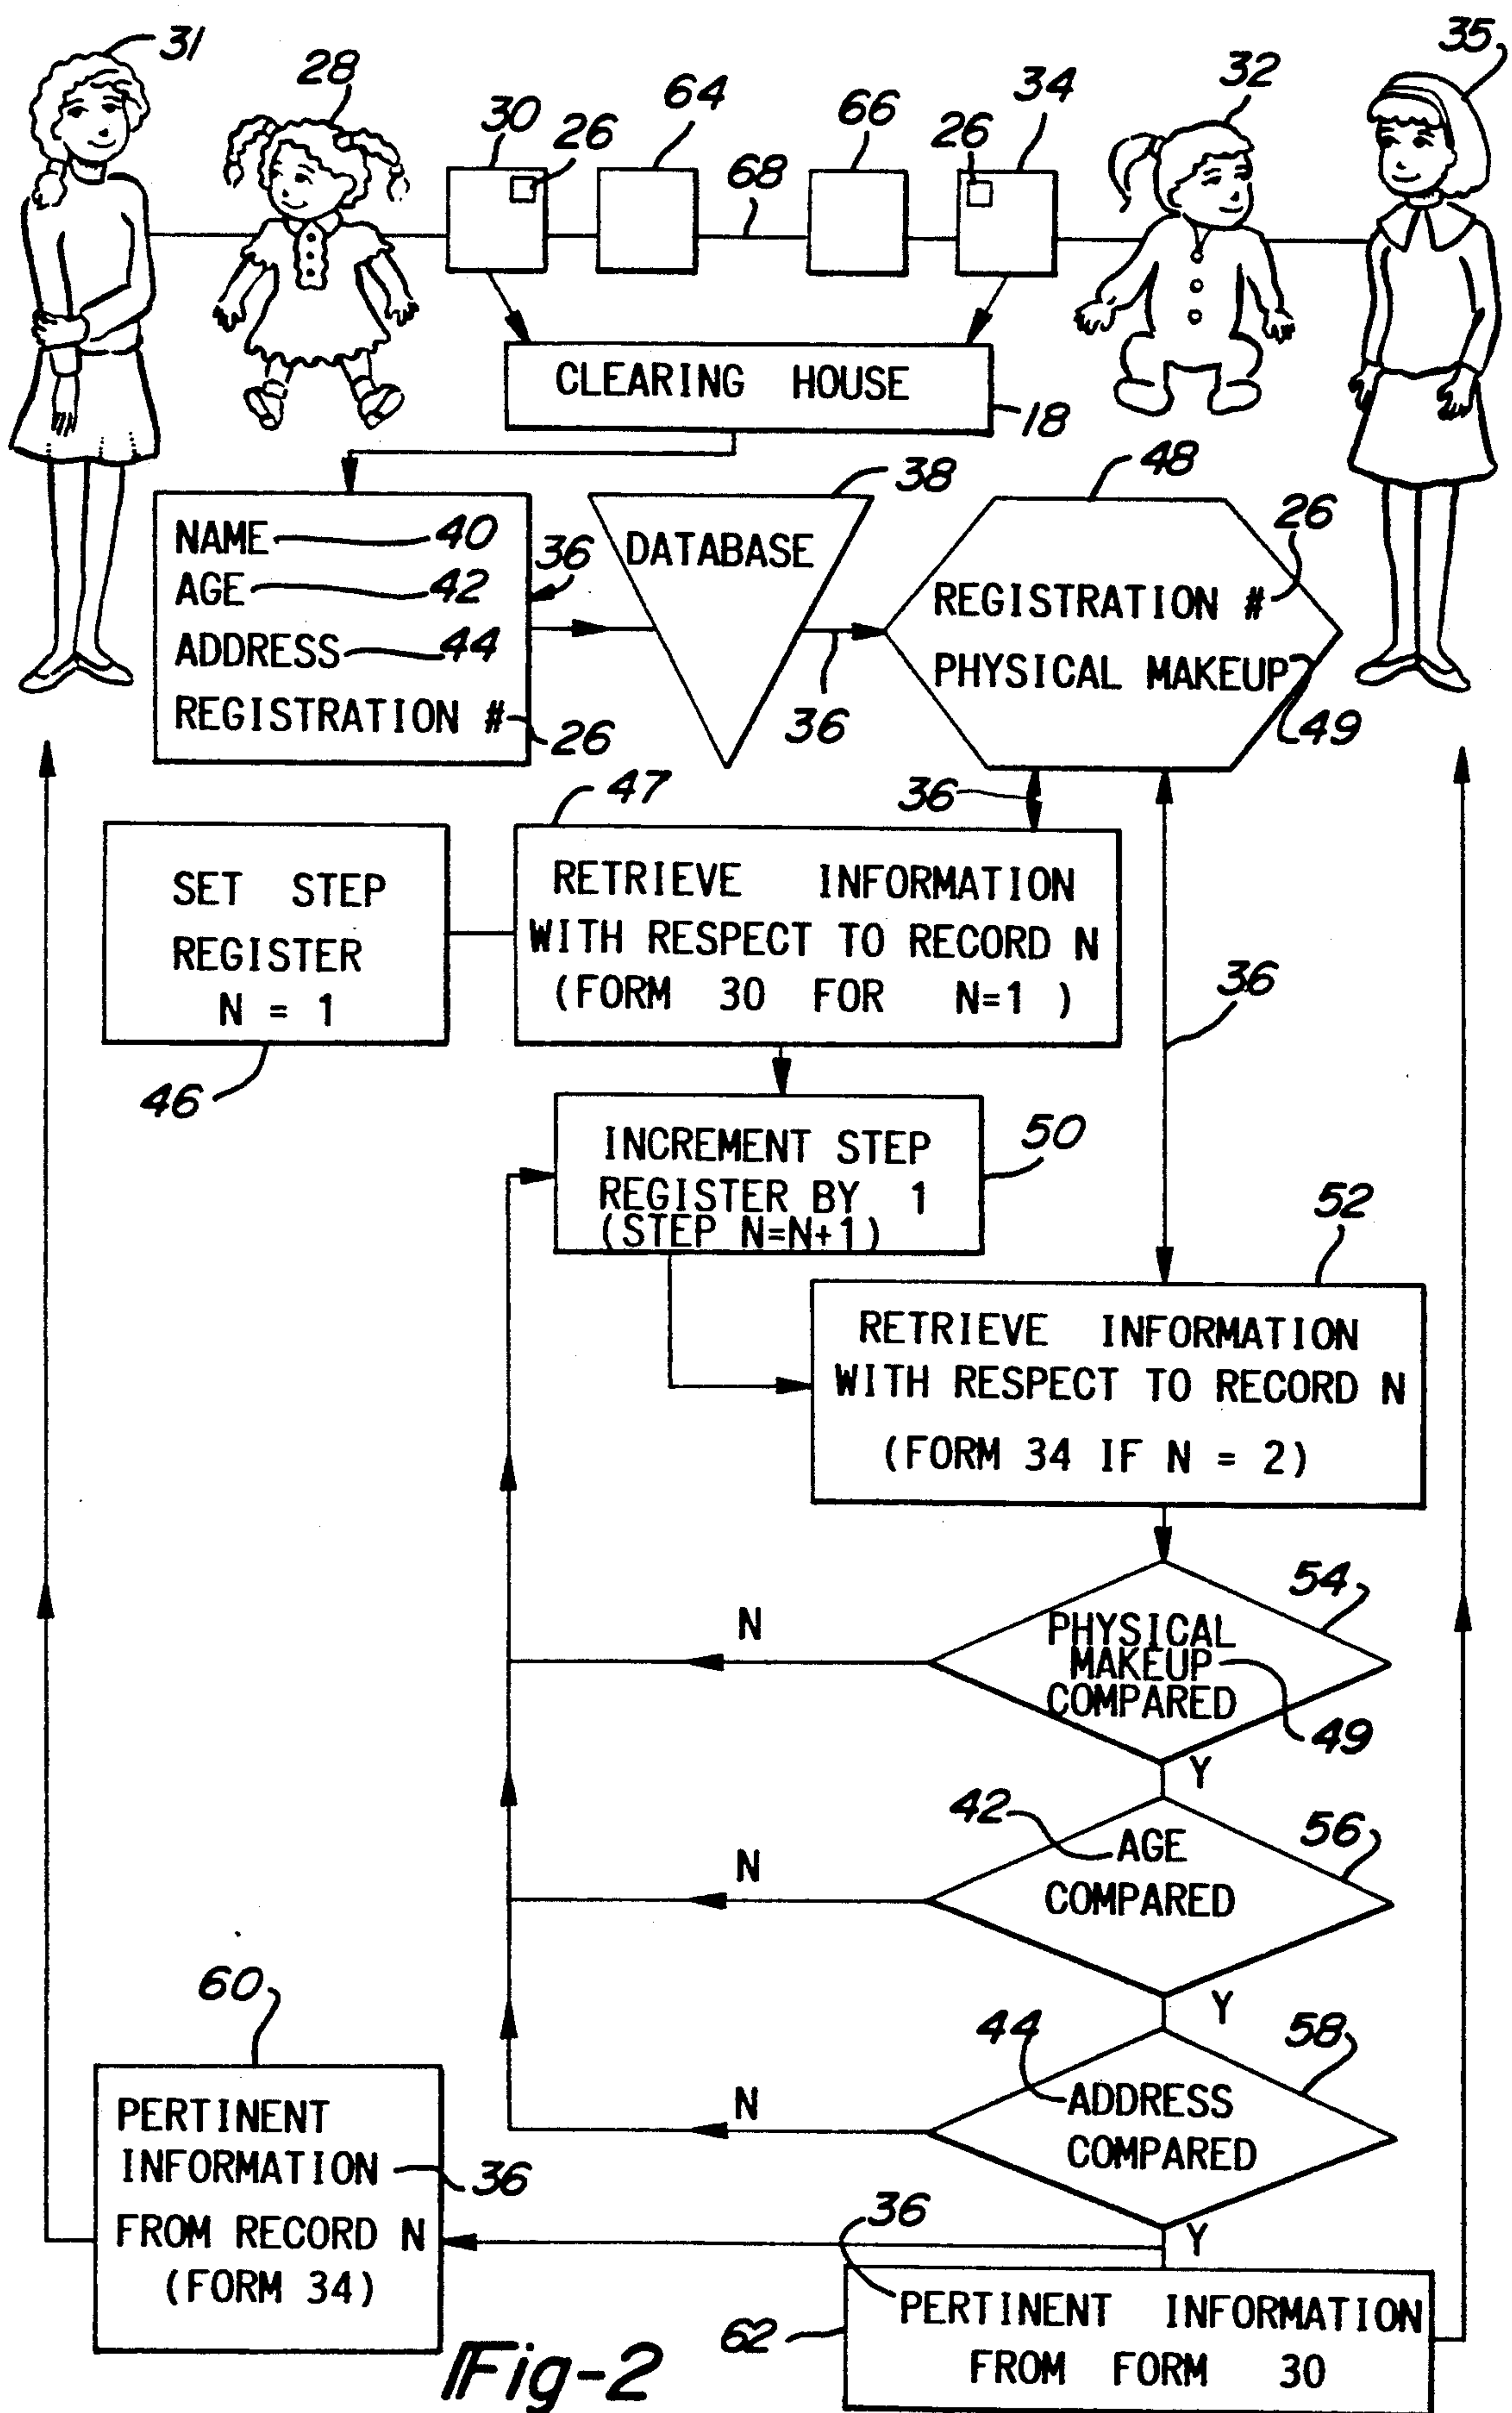 31
28
30
26
64
68
66
26
34
32
35
CLEARING HOUSE
18
NAME 40
AGE 42
ADDRESS 44
REGISTRATION #
26
36
38
DATABASE
36
48
26
REGISTRATION #
PHYSICAL MAKEUP
49
36
47
SET STEP
REGISTER
N = 1
46
RETRIEVE INFORMATION
WITH RESPECT TO RECORD N
(FORM 30 FOR N=1 )
36
INCREMENT STEP
REGISTER BY 1
(STEP N=N+1)
50
52
RETRIEVE INFORMATION
WITH RESPECT TO RECORD N
(FORM 34 IF N = 2)
54
N
PHYSICAL
MAKEUP
COMPARED
49
Y
42
56
N
AGE
COMPARED
Y
44
58
N
ADDRESS
COMPARED
Y
60
PERTINENT
INFORMATION 36
FROM RECORD N
(FORM 34)
36
62
PERTINENT INFORMATION
FROM FORM 30
Fig-2